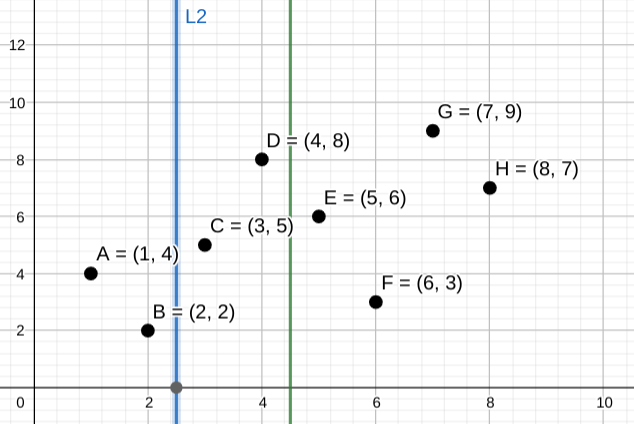 L2
12
10
G = (7, 9)
D = (4, 8)
8
H = (8, 7)
E = (5, 6)
6
C = (3, 5)
A = (1, 4)
4
F = (6, 3)
B = (2, 2)
2
0
2
4
6
8
10